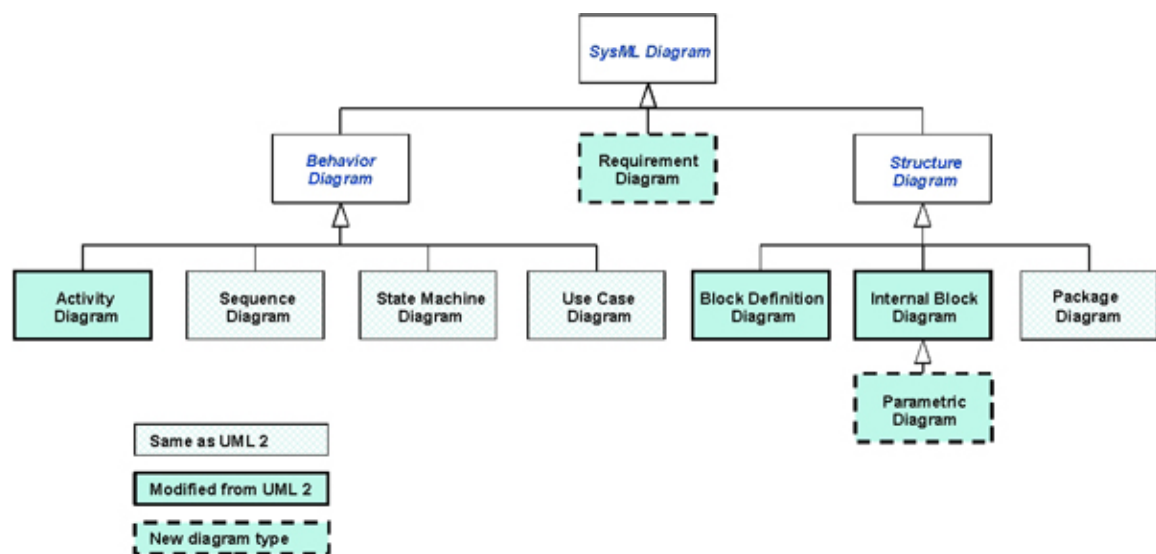 SysML Diagram
Behavior
Diagram
Requirement
Diagram
Structure
Diagram
Activity
Diagram
Sequence
Diagram
State Machine
Diagram
Use Case
Diagram
Block Definition
Diagram
Internal Block
Diagram
Package
Diagram
Parametric
Diagram
Same as UML 2
Modified from UML 2
New diagram type